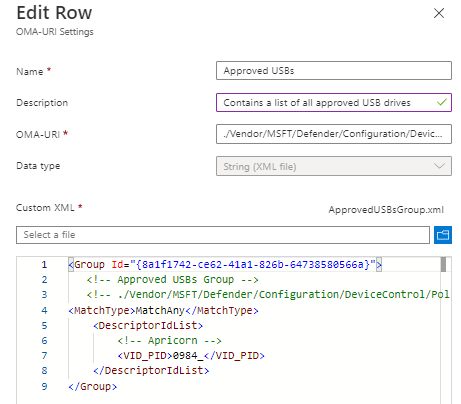 Edit Row
OMA-URI Settings
Name *
Approved USBs
Description
Contains a list of all approved USB drives
OMA-URI *
./Vendor/MSFT/Defender/Configuration/Device...
Data type
String (XML file)
Custom XML *
ApprovedUSBsGroup.xml
Select a file
1 <Group Id="{8a1f1742-ce62-41a1-826b-64738580566a}">
2 <!-- Approved USBs Group -->
3 <!-- ./Vendor/MSFT/Defender/Configuration/DeviceControl/Pol
4 <MatchType>MatchAny</MatchType>
5 <DescriptorIdList>
6 <!-- Apricorn -->
7 <VID_PID>0984_</VID_PID>
8 </DescriptorIdList>
9 </Group>